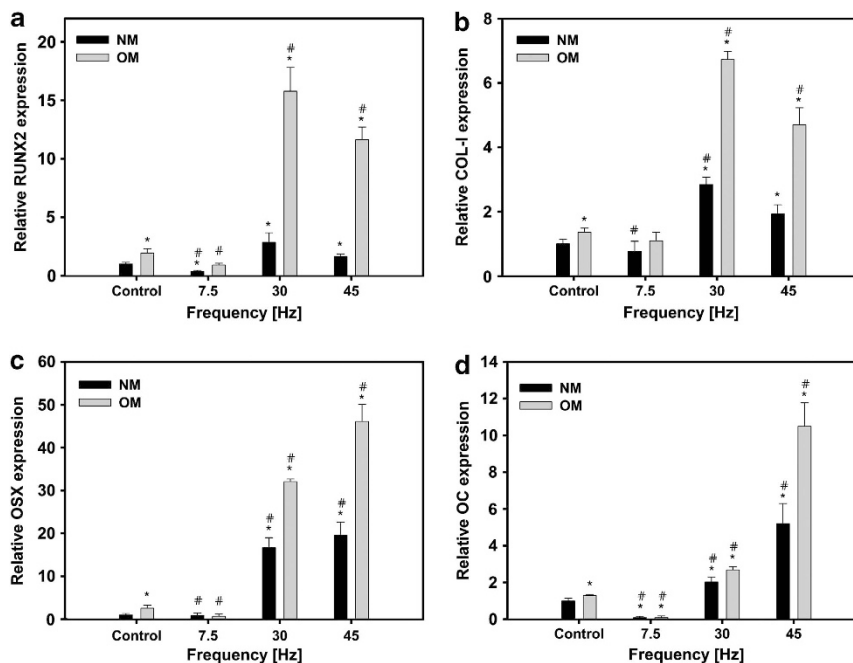 a
Relative RUNX2 expression
20
15
10
5
0
NM
OM
*
# *
#
*
# *
*
# *
Control 7.5 30 45
Frequency [Hz]
b
Relative COL-I expression
8
6
4
2
0
NM
OM
*
#
# *
# *
*
# *
Control 7.5 30 45
Frequency [Hz]
c
Relative OSX expression
60
50
40
30
20
10
0
NM
OM
*
# #
# *
# *
# *
# *
Control 7.5 30 45
Frequency [Hz]
d
Relative OC expression
14
12
10
8
6
4
2
0
NM
OM
*
# #
* *
# *
# *
# *
# *
Control 7.5 30 45
Frequency [Hz]